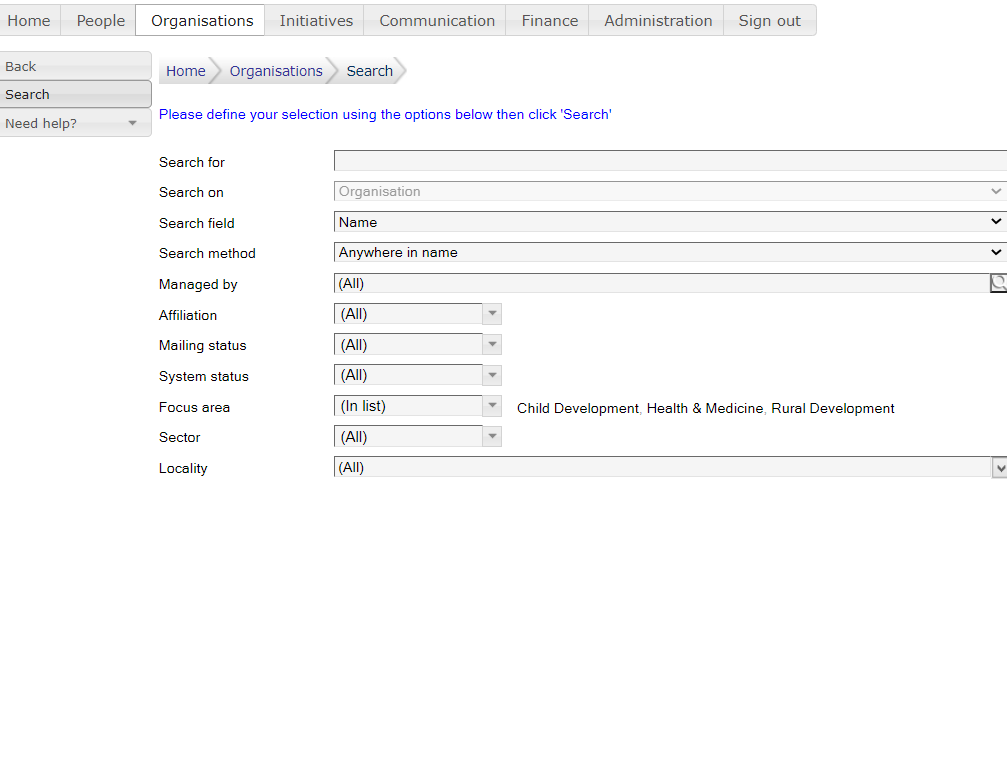 Home People Organisations Initiatives Communication Finance Administration Sign out
Back
Search
Need help?
Home Organisations Search
Please define your selection using the options below then click 'Search'
Search for
Search on Organisation
Search field Name
Search method Anywhere in name
Managed by (All)
Affiliation (All)
Mailing status (All)
System status (All)
Focus area (In list) Child Development, Health & Medicine, Rural Development
Sector (All)
Locality (All)